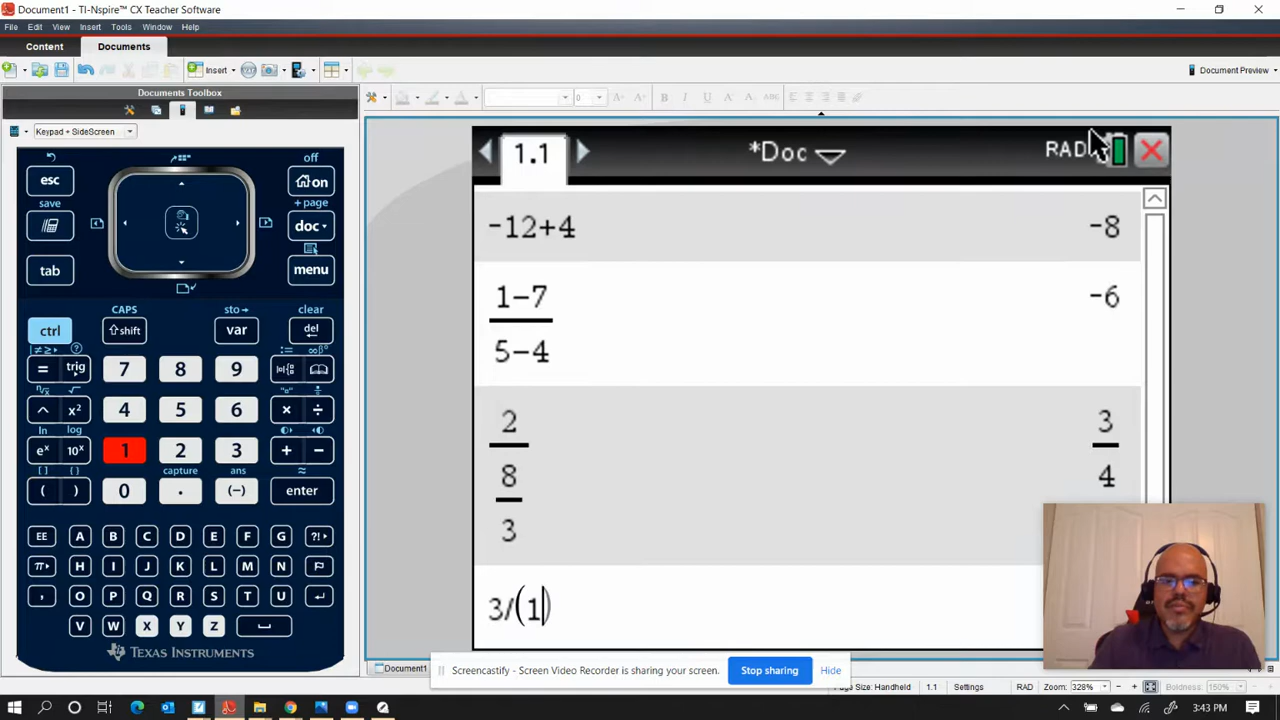 Document1 - TI-Nspire™ CX Teacher Software
File Edit View Insert Tools Window Help
Content Documents
Insert Document Preview
Documents Toolbox
0 B I U A A ABC
Keypad + SideScreen
1.1 *Doc RAD
off
esc on
save + page
doc
tab menu
CAPS sto→ clear
ctrl shift var del
-12+4 -8
= trig 7 8 9
1-7 -6
5-4
^ x² 4 5 6 × ÷
ln log
eˣ 10ˣ 1 2 3 + −
capture ans ≈
( ) 0 . (−) enter
2 3
8 4
3
EE A B C D E F ?!
π H I J K L M N
, O P Q R S T U
V W X Y Z
3/(1)
TEXAS INSTRUMENTS
Document1
Screencastify - Screen Video Recorder is sharing your screen. Stop sharing Hide
Page Size: Handheld 1.1 Settings RAD Zoom: 328% Boldness: 150%
3:43 PM